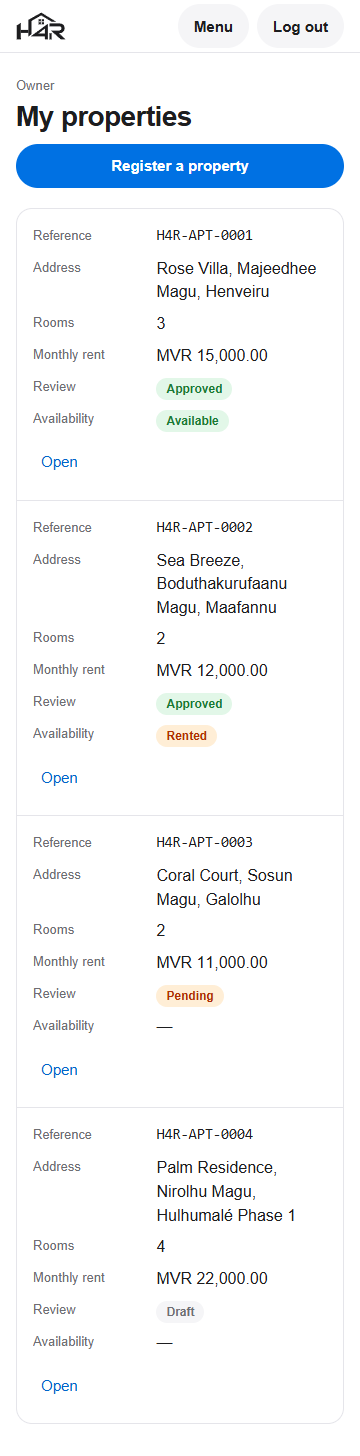 H4R
Menu
Log out
Owner
My properties
Register a property
Reference H4R-APT-0001
Address Rose Villa, Majeedhee
Magu, Henveiru
Rooms 3
Monthly rent MVR 15,000.00
Review Approved
Availability Available
Open
Reference H4R-APT-0002
Address Sea Breeze,
Boduthakurufaanu
Magu, Maafannu
Rooms 2
Monthly rent MVR 12,000.00
Review Approved
Availability Rented
Open
Reference H4R-APT-0003
Address Coral Court, Sosun
Magu, Galolhu
Rooms 2
Monthly rent MVR 11,000.00
Review Pending
Availability —
Open
Reference H4R-APT-0004
Address Palm Residence,
Nirolhu Magu,
Hulhumalé Phase 1
Rooms 4
Monthly rent MVR 22,000.00
Review Draft
Availability —
Open